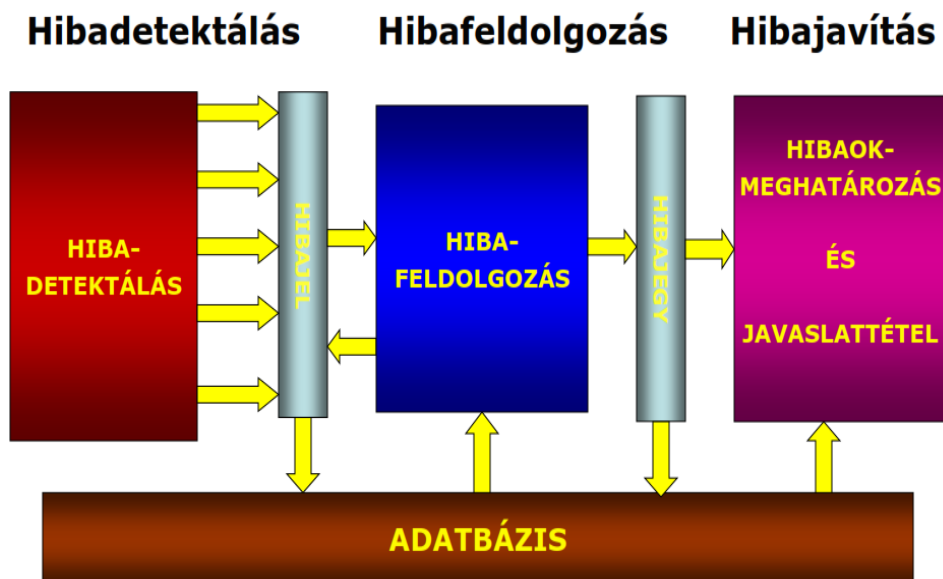 Hibadetektálás
Hibafeldolgozás
Hibajavítás
HIBA-
DETEKTÁLÁS
HIBAJEL
HIBA-
FELDOLGOZÁS
HIBAJEGY
HIBAOK-
MEGHATÁROZÁS
ÉS
JAVASLATTÉTEL
ADATBÁZIS